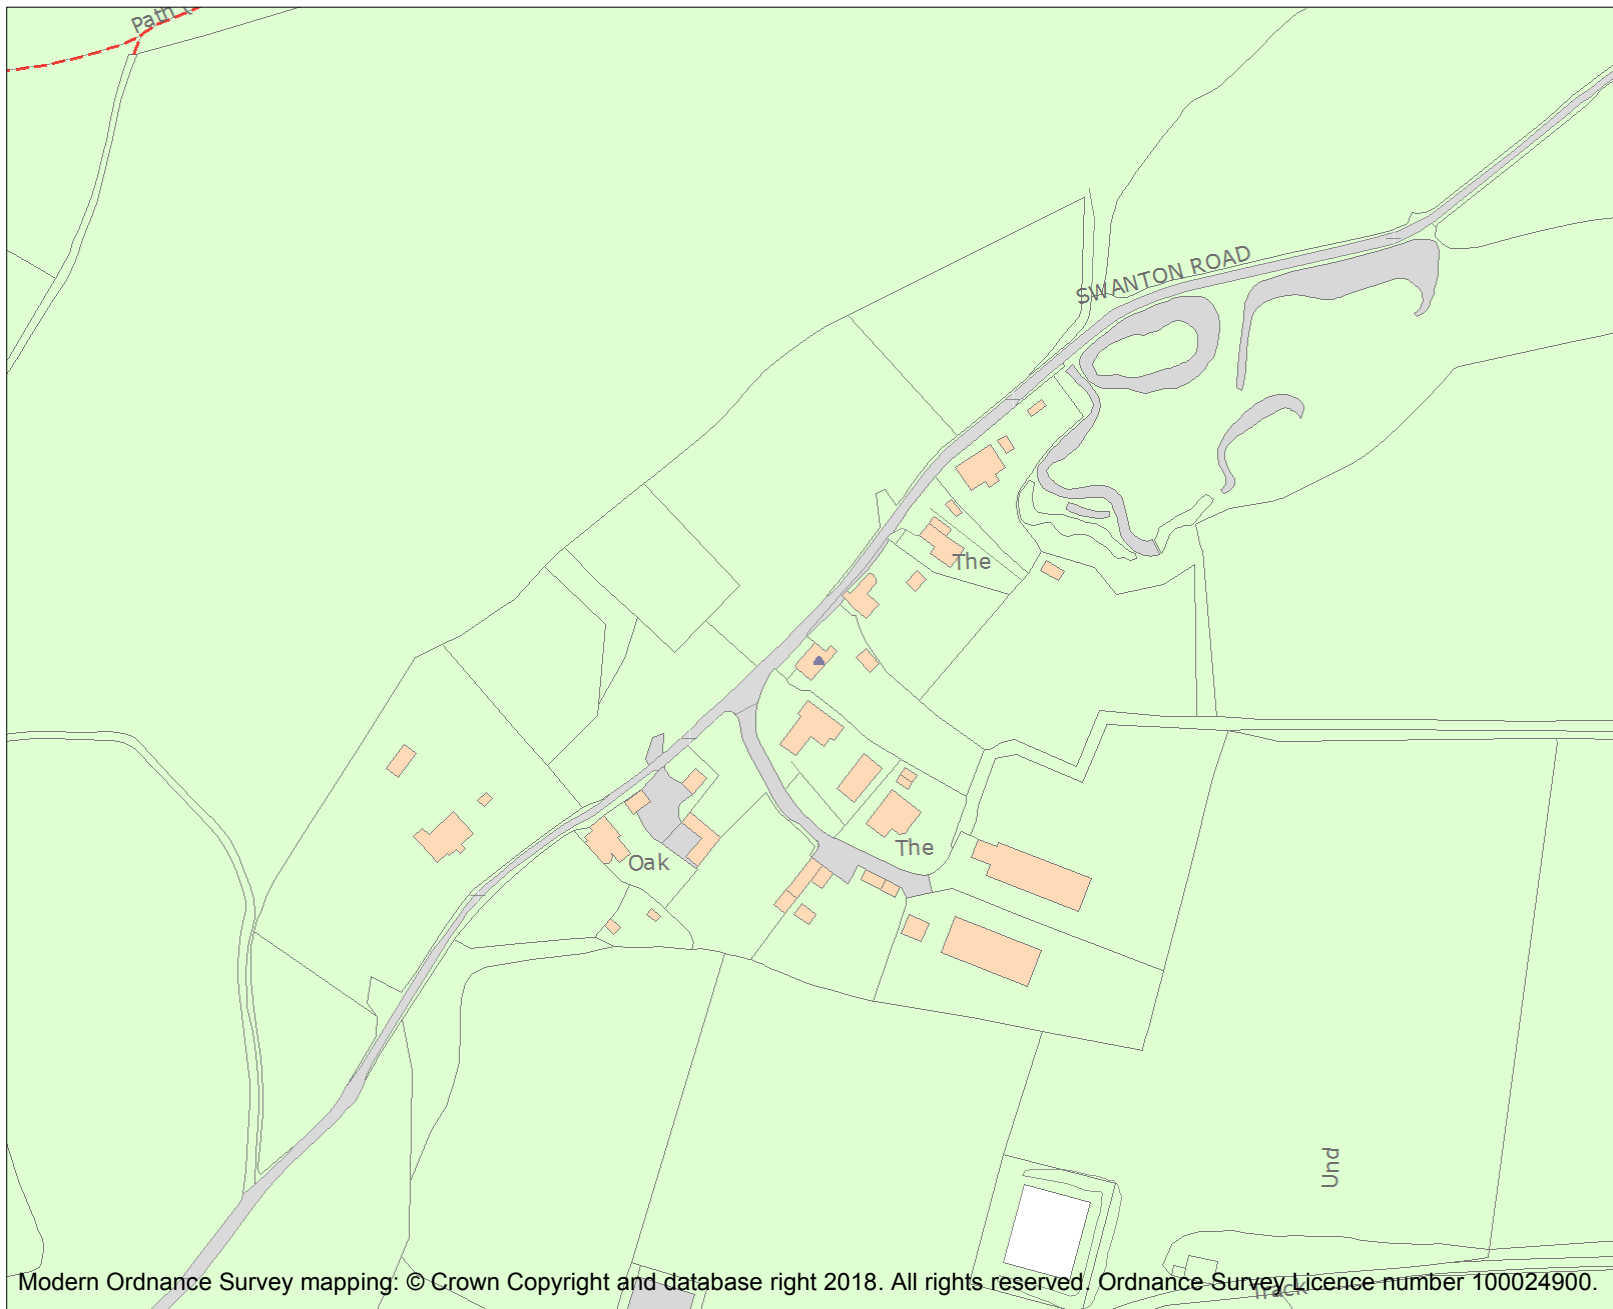 Path
SWANTON ROAD
The
The
Oak
Und
Track
Modern Ordnance Survey mapping: © Crown Copyright and database right 2018. All rights reserved. Ordnance Survey Licence number 100024900.